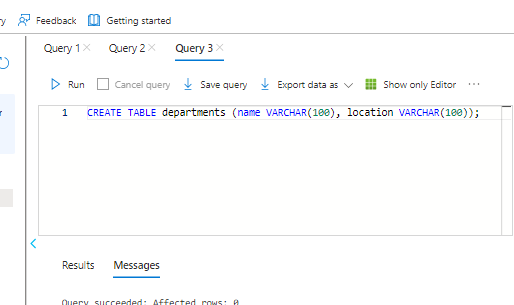 Feedback Getting started
Query 1 Query 2 Query 3
Run Cancel query Save query Export data as Show only Editor ...
1 CREATE TABLE departments (name VARCHAR(100), location VARCHAR(100));
Results Messages
Query succeeded: Affected rows: 0